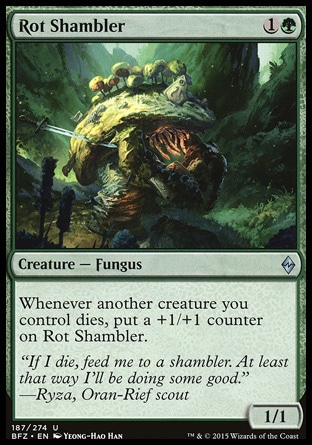 Rot Shambler 1
Creature — Fungus
Whenever another creature you
control dies, put a +1/+1 counter
on Rot Shambler.
“If I die, feed me to a shambler. At least
that way I’ll be doing some good.”
—Ryza, Oran-Rief scout
1/1
187/274 U
BFZ • EN Yeong-Hao Han
™ & © 2015 Wizards of the Coast